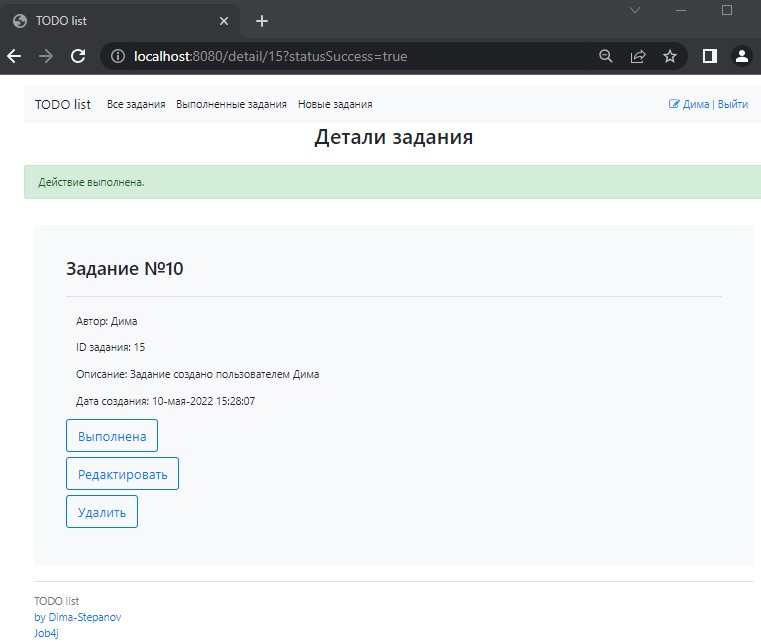 TODO list
localhost:8080/detail/15?statusSuccess=true
TODO list Все задания Выполненные задания Новые задания Дима | Выйти
Детали задания
Действие выполнена.
Задание №10
Автор: Дима
ID задания: 15
Описание: Задание создано пользователем Дима
Дата создания: 10-мая-2022 15:28:07
Выполнена
Редактировать
Удалить
TODO list
by Dima-Stepanov
Job4j